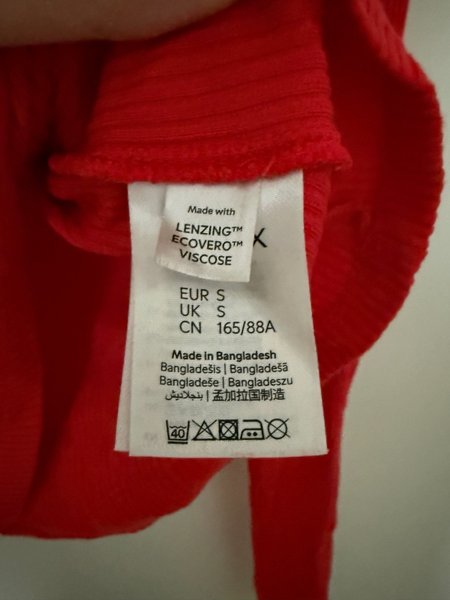 Made with
LENZING™
ECOVERO™
VISCOSE
X
EUR S
UK S
CN 165/88A
Made in Bangladesh
Bangladešis | Bangladešā
Bangladeše | Bangladeszu
بنجلاديش | 孟加拉国制造
40